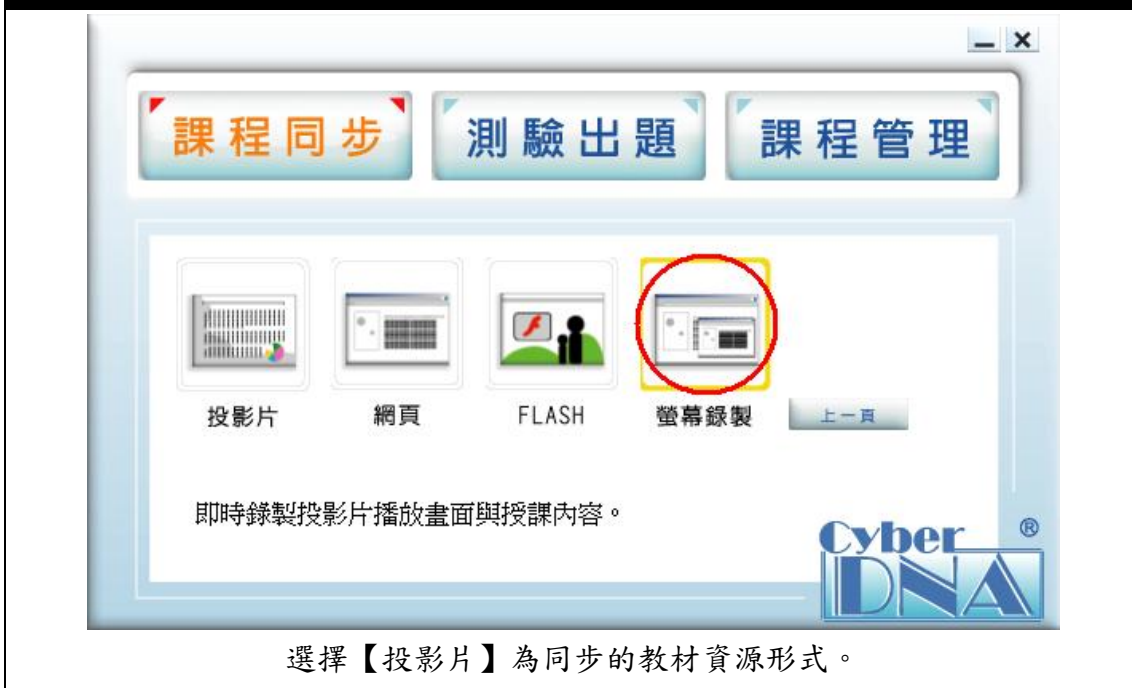 課程同步 測驗出題 課程管理
投影片 網頁 FLASH 螢幕錄製 上一頁
即時錄製投影片播放畫面與授課內容。
Cyber ®
DNA
選擇【投影片】為同步的教材資源形式。